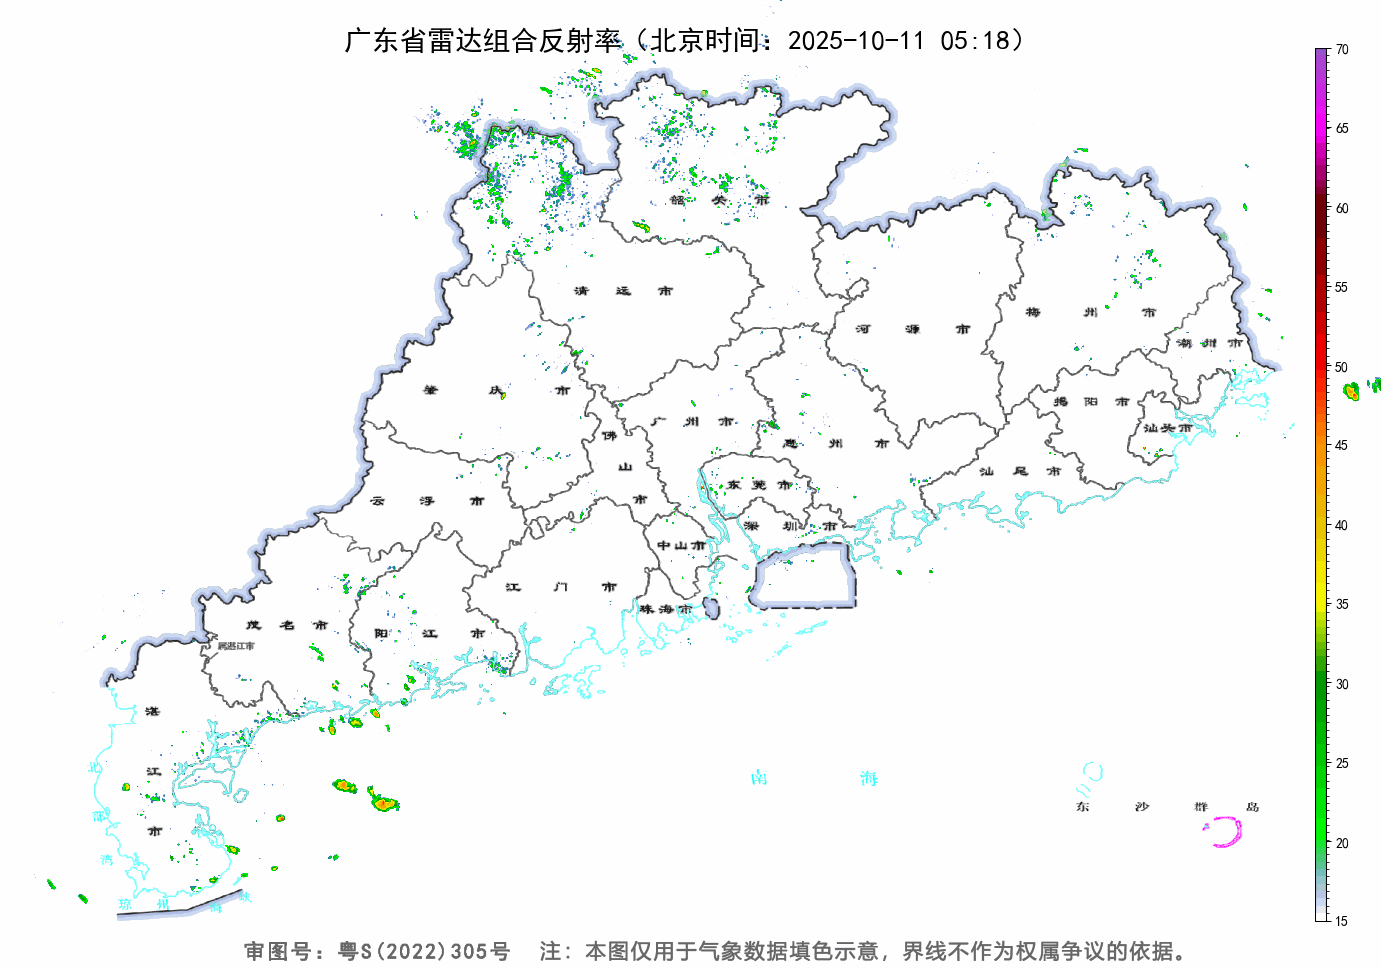 广东省雷达组合反射率（北京时间：2025-10-11 05:18）
70
65
60
55
50
45
40
35
30
25
20
15
韶关市
清远市
河源市
梅州市
潮州市
肇庆市
广州市
惠州市
揭阳市
汕头市
佛山市
云浮市
东莞市
汕尾市
深圳市
中山市
江门市
珠海市
茂名市
阳江市
属湛江市
湛江市
北部湾
南海
东沙群岛
琼州海峡
审图号：粤S(2022)305号 注：本图仅用于气象数据填色示意，界线不作为权属争议的依据。